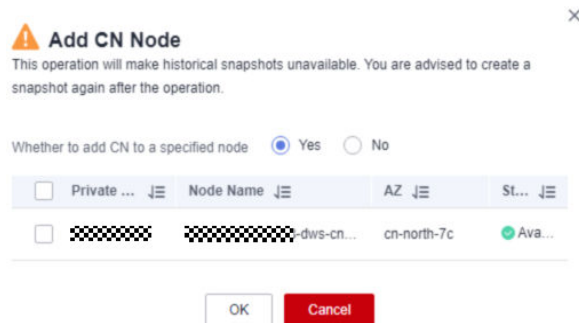 Add CN Node
This operation will make historical snapshots unavailable. You are advised to create a
snapshot again after the operation.
Whether to add CN to a specified node Yes No
Private ... Node Name AZ St...
-dws-cn... cn-north-7c Ava...
OK Cancel